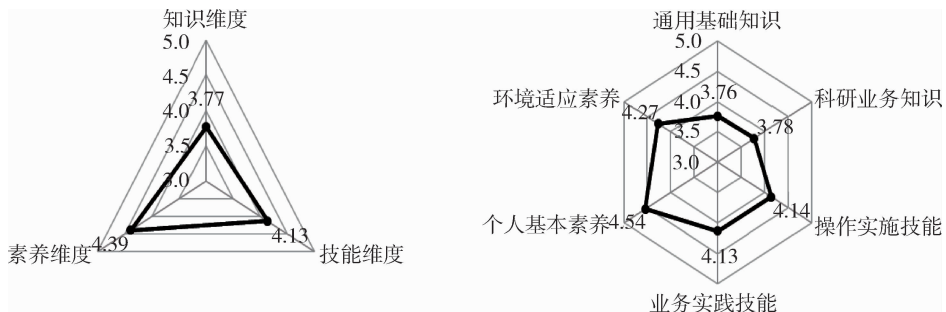 知识维度
5.0
4.5
4.0
3.5
3.0
3.77
素养维度
4.39
4.13
技能维度
通用基础知识
5.0
4.5
4.0
3.5
3.0
3.76
环境适应素养
4.27
科研业务知识
3.78
个人基本素养
4.54
4.14
操作实施技能
4.13
业务实践技能